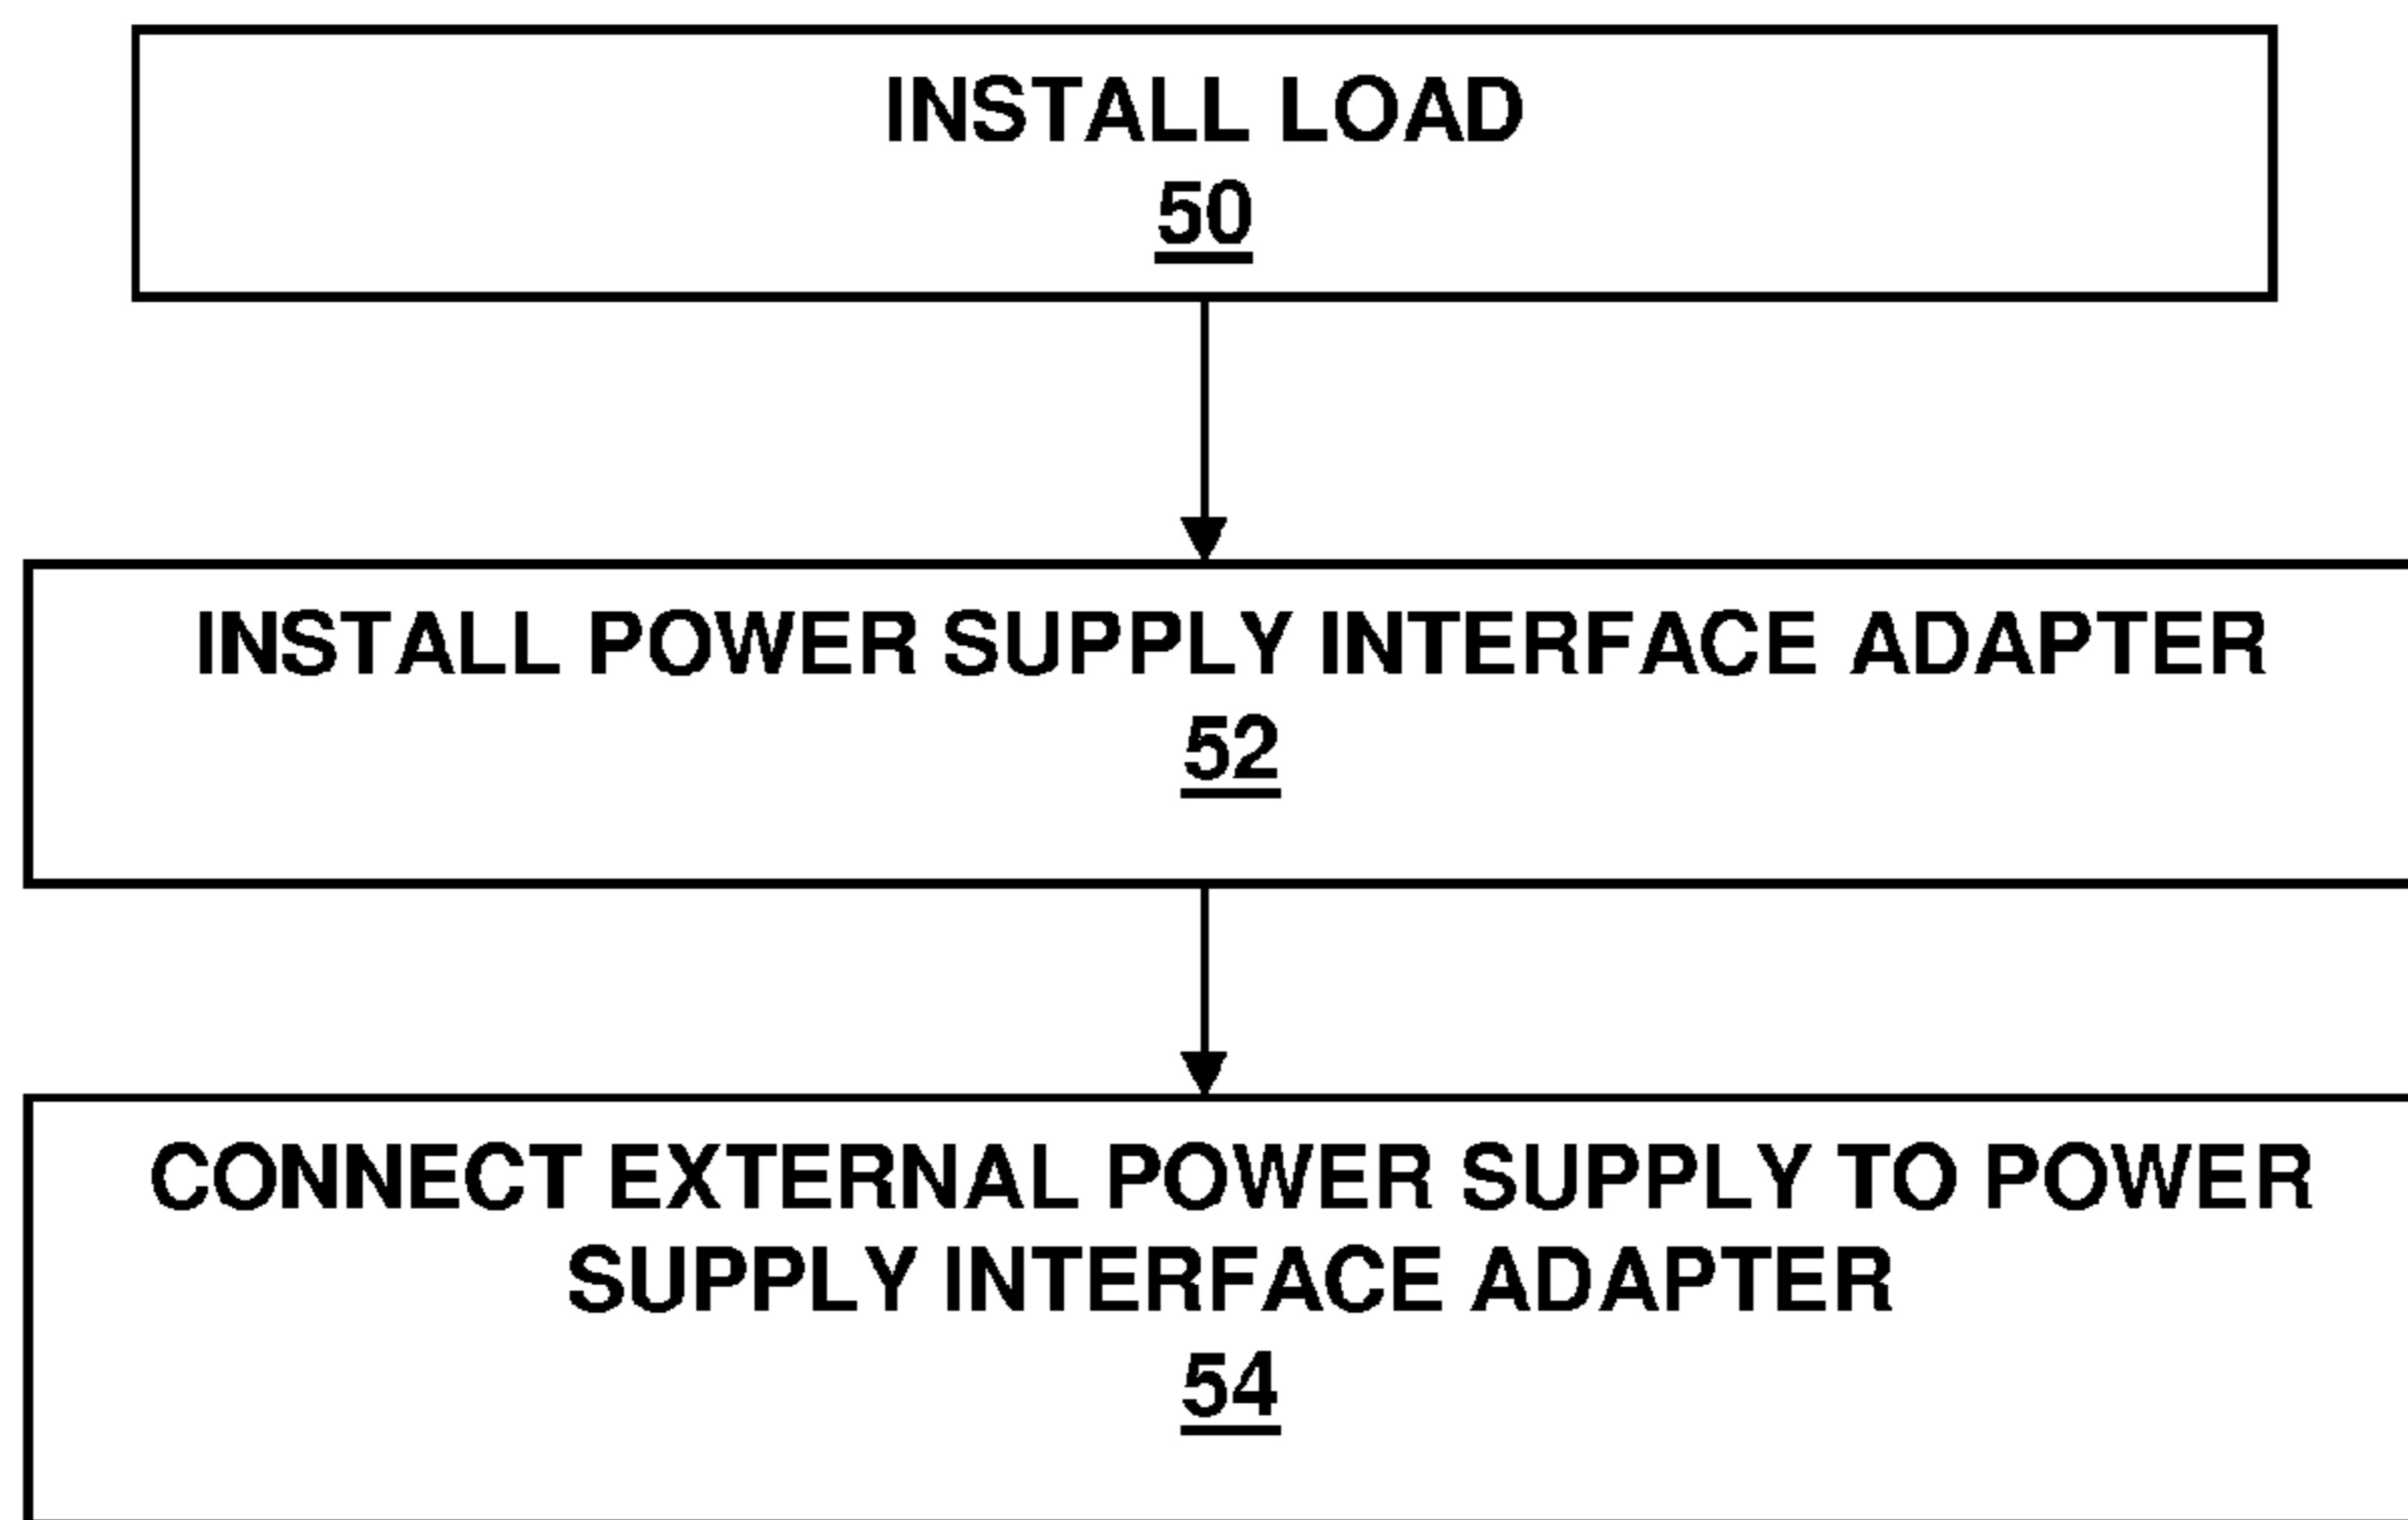 INSTALL LOAD
50
INSTALL POWER SUPPLY INTERFACE ADAPTER
52
CONNECT EXTERNAL POWER SUPPLY TO POWER
SUPPLY INTERFACE ADAPTER
54